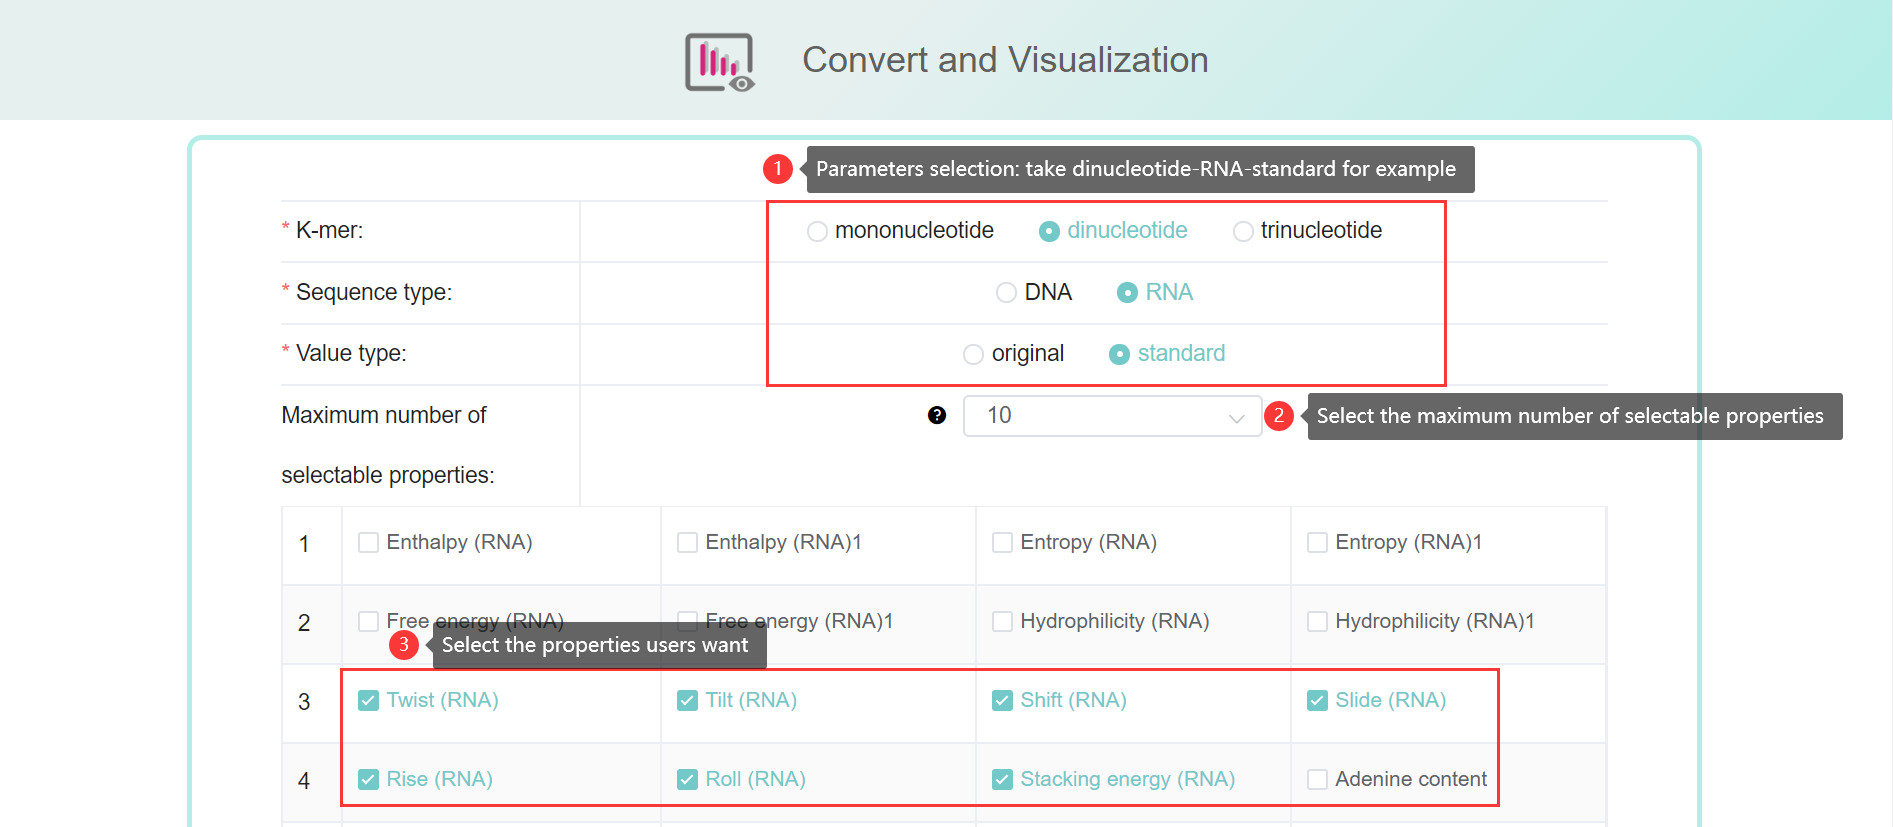 Convert and Visualization
1 Parameters selection: take dinucleotide-RNA-standard for example
* K-mer: mononucleotide dinucleotide trinucleotide
* Sequence type: DNA RNA
* Value type: original standard
Maximum number of ? 10 2 Select the maximum number of selectable properties
selectable properties:
1 Enthalpy (RNA) Enthalpy (RNA)1 Entropy (RNA) Entropy (RNA)1
2 Free energy (RNA) Free energy (RNA)1 Hydrophilicity (RNA) Hydrophilicity (RNA)1
3 Select the properties users want
3 Twist (RNA) Tilt (RNA) Shift (RNA) Slide (RNA)
4 Rise (RNA) Roll (RNA) Stacking energy (RNA) Adenine content